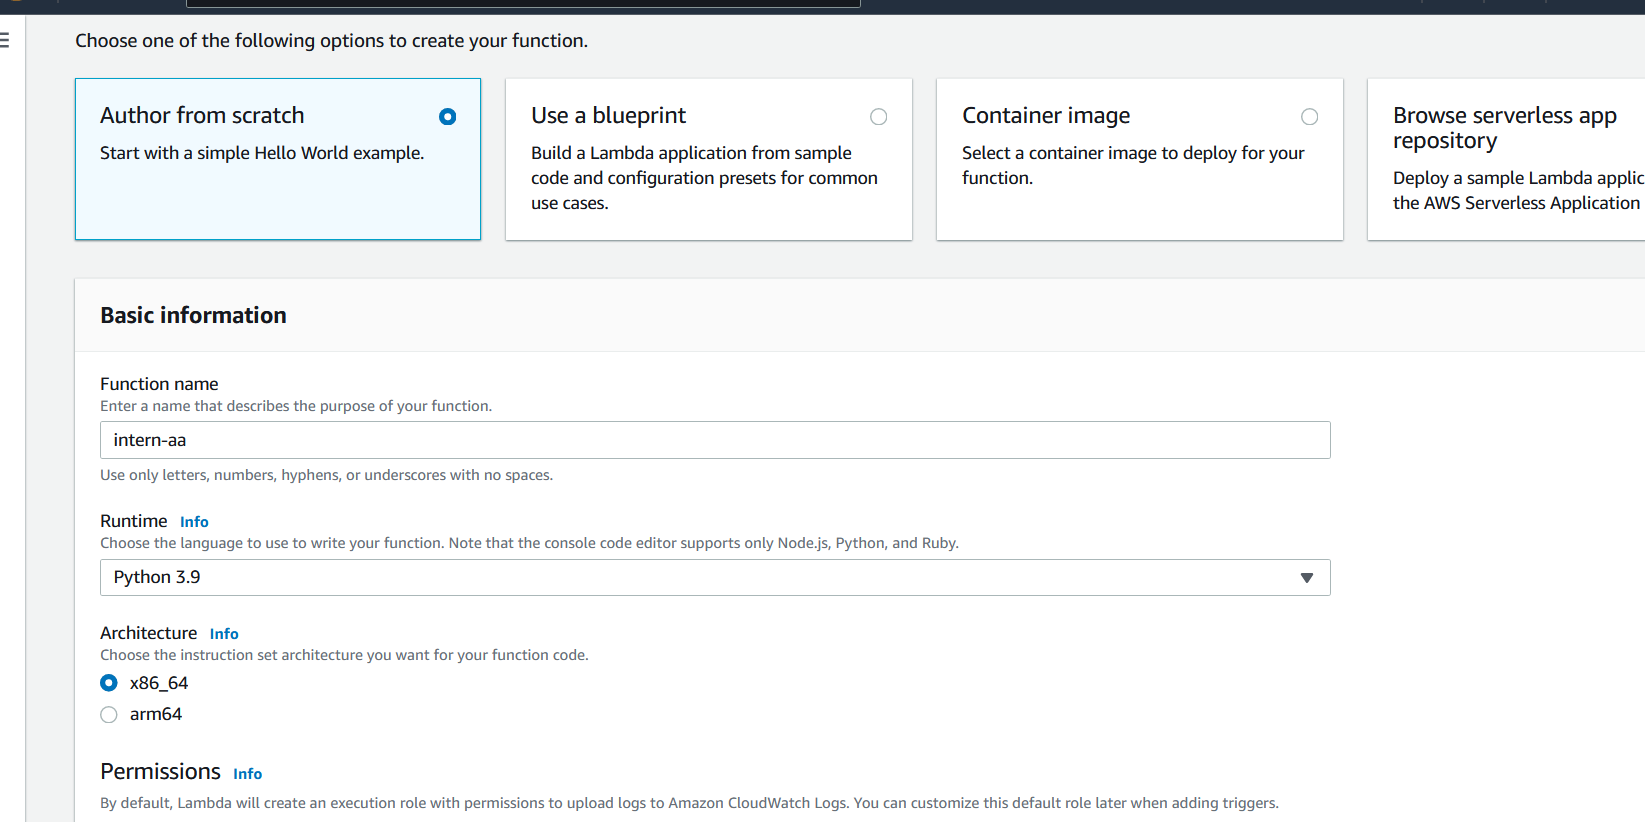 Choose one of the following options to create your function.
Author from scratch
Start with a simple Hello World example.
Use a blueprint
Build a Lambda application from sample
code and configuration presets for common
use cases.
Container image
Select a container image to deploy for your
function.
Browse serverless app
repository
Deploy a sample Lambda applic
the AWS Serverless Application
Basic information
Function name
Enter a name that describes the purpose of your function.
intern-aa
Use only letters, numbers, hyphens, or underscores with no spaces.
Runtime Info
Choose the language to use to write your function. Note that the console code editor supports only Node.js, Python, and Ruby.
Python 3.9
Architecture Info
Choose the instruction set architecture you want for your function code.
x86_64
arm64
Permissions Info
By default, Lambda will create an execution role with permissions to upload logs to Amazon CloudWatch Logs. You can customize this default role later when adding triggers.